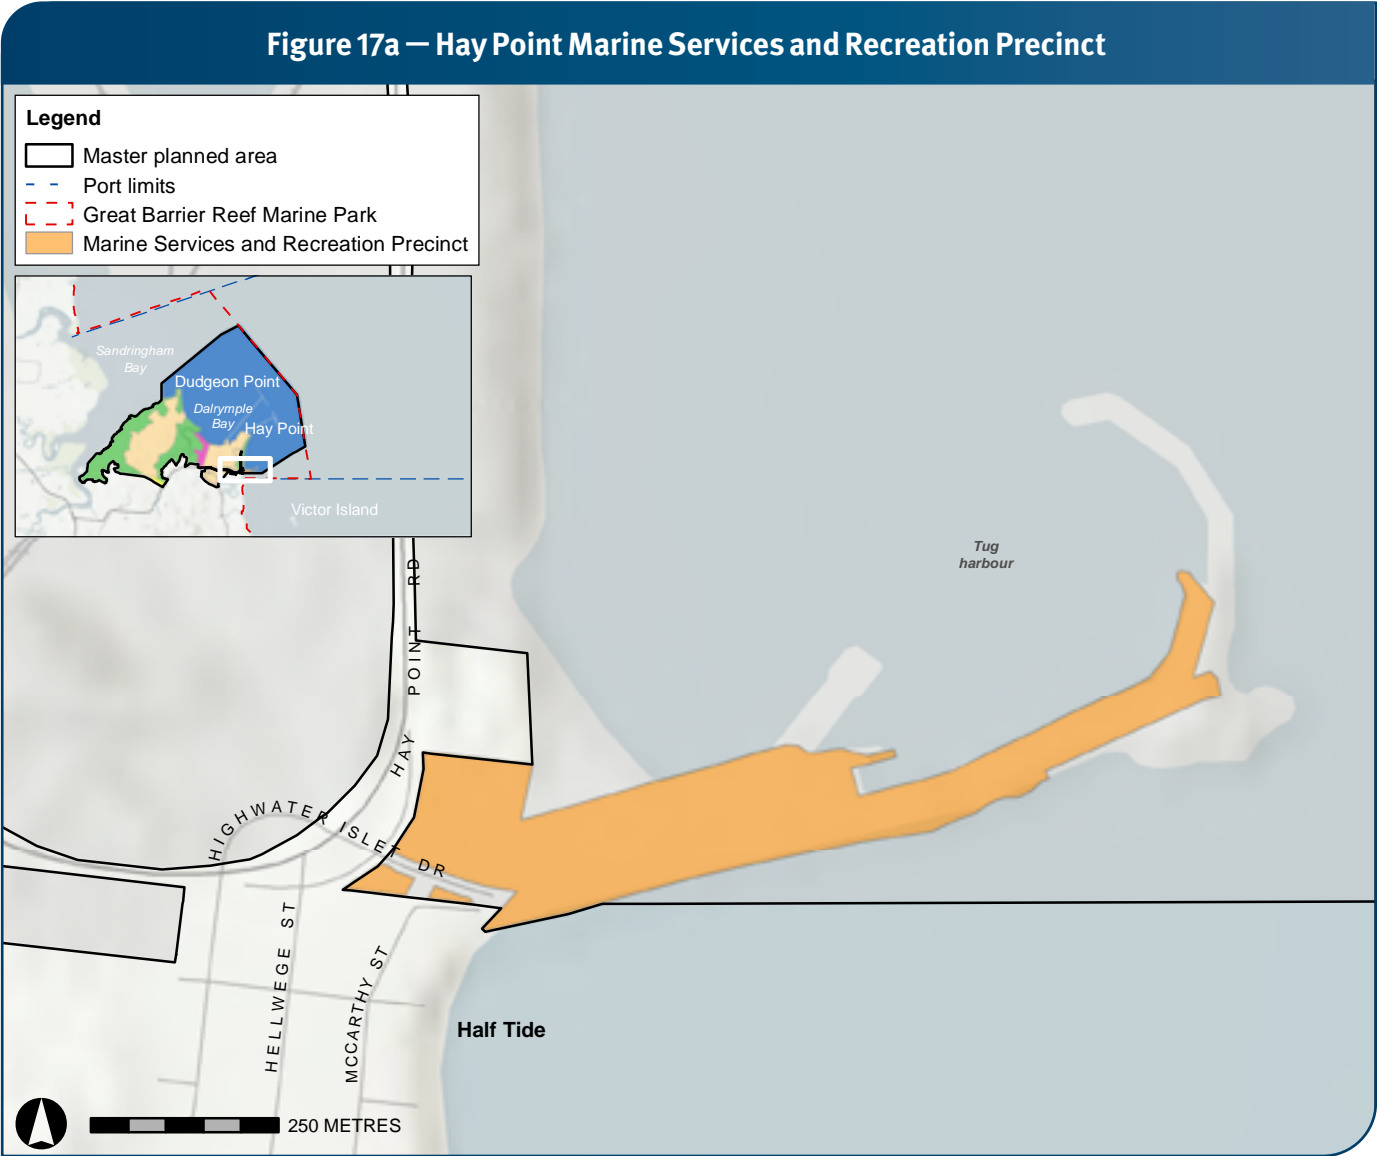 Figure 17a — Hay Point Marine Services and Recreation Precinct
Legend
Master planned area
Port limits
Great Barrier Reef Marine Park
Marine Services and Recreation Precinct
Sandringham
Bay
Dudgeon Point
Dalrymple
Bay
Hay Point
Victor Island
Tug
harbour
HAY POINT RD
HIGHWATER ISLET DR
HELLWEGE ST
MCCARTHY ST
Half Tide
250 METRES